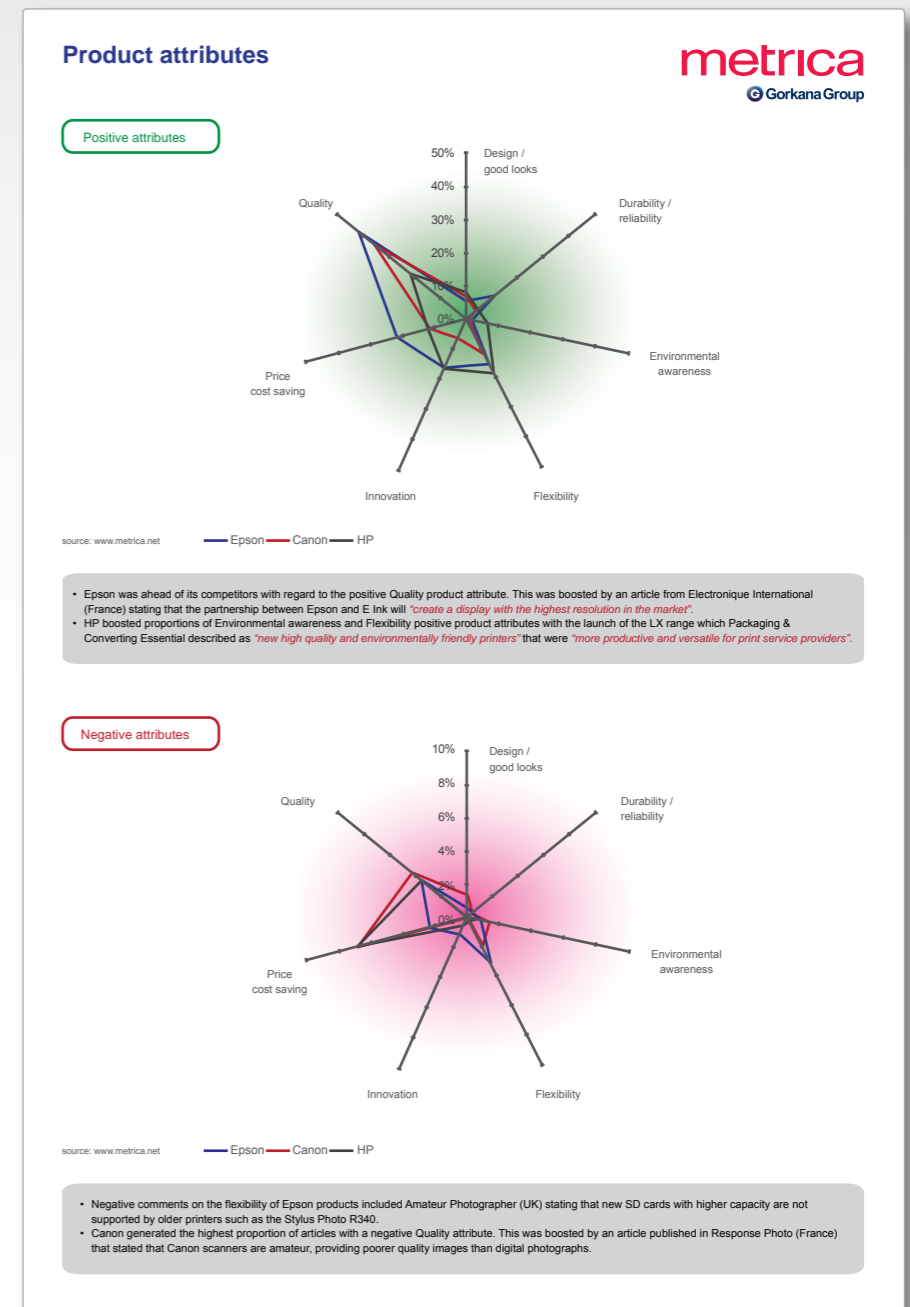 Product attributes
metrica
G Gorkana Group
Positive attributes
50%
40%
30%
20%
10%
0%
Design /
good looks
Durability /
reliability
Environmental
awareness
Flexibility
Innovation
Price
cost saving
Quality
source: www.metrica.net
Epson
Canon
HP
• Epson was ahead of its competitors with regard to the positive Quality product attribute. This was boosted by an article from Electronique International
(France) stating that the partnership between Epson and E Ink will “create a display with the highest resolution in the market”.
• HP boosted proportions of Environmental awareness and Flexibility positive product attributes with the launch of the LX range which Packaging &
Converting Essential described as “new high quality and environmentally friendly printers” that were “more productive and versatile for print service providers”.
Negative attributes
10%
8%
6%
4%
2%
0%
Design /
good looks
Durability /
reliability
Environmental
awareness
Flexibility
Innovation
Price
cost saving
Quality
source: www.metrica.net
Epson
Canon
HP
• Negative comments on the flexibility of Epson products included Amateur Photographer (UK) stating that new SD cards with higher capacity are not
supported by older printers such as the Stylus Photo R340.
• Canon generated the highest proportion of articles with a negative Quality attribute. This was boosted by an article published in Response Photo (France)
that stated that Canon scanners are amateur, providing poorer quality images than digital photographs.